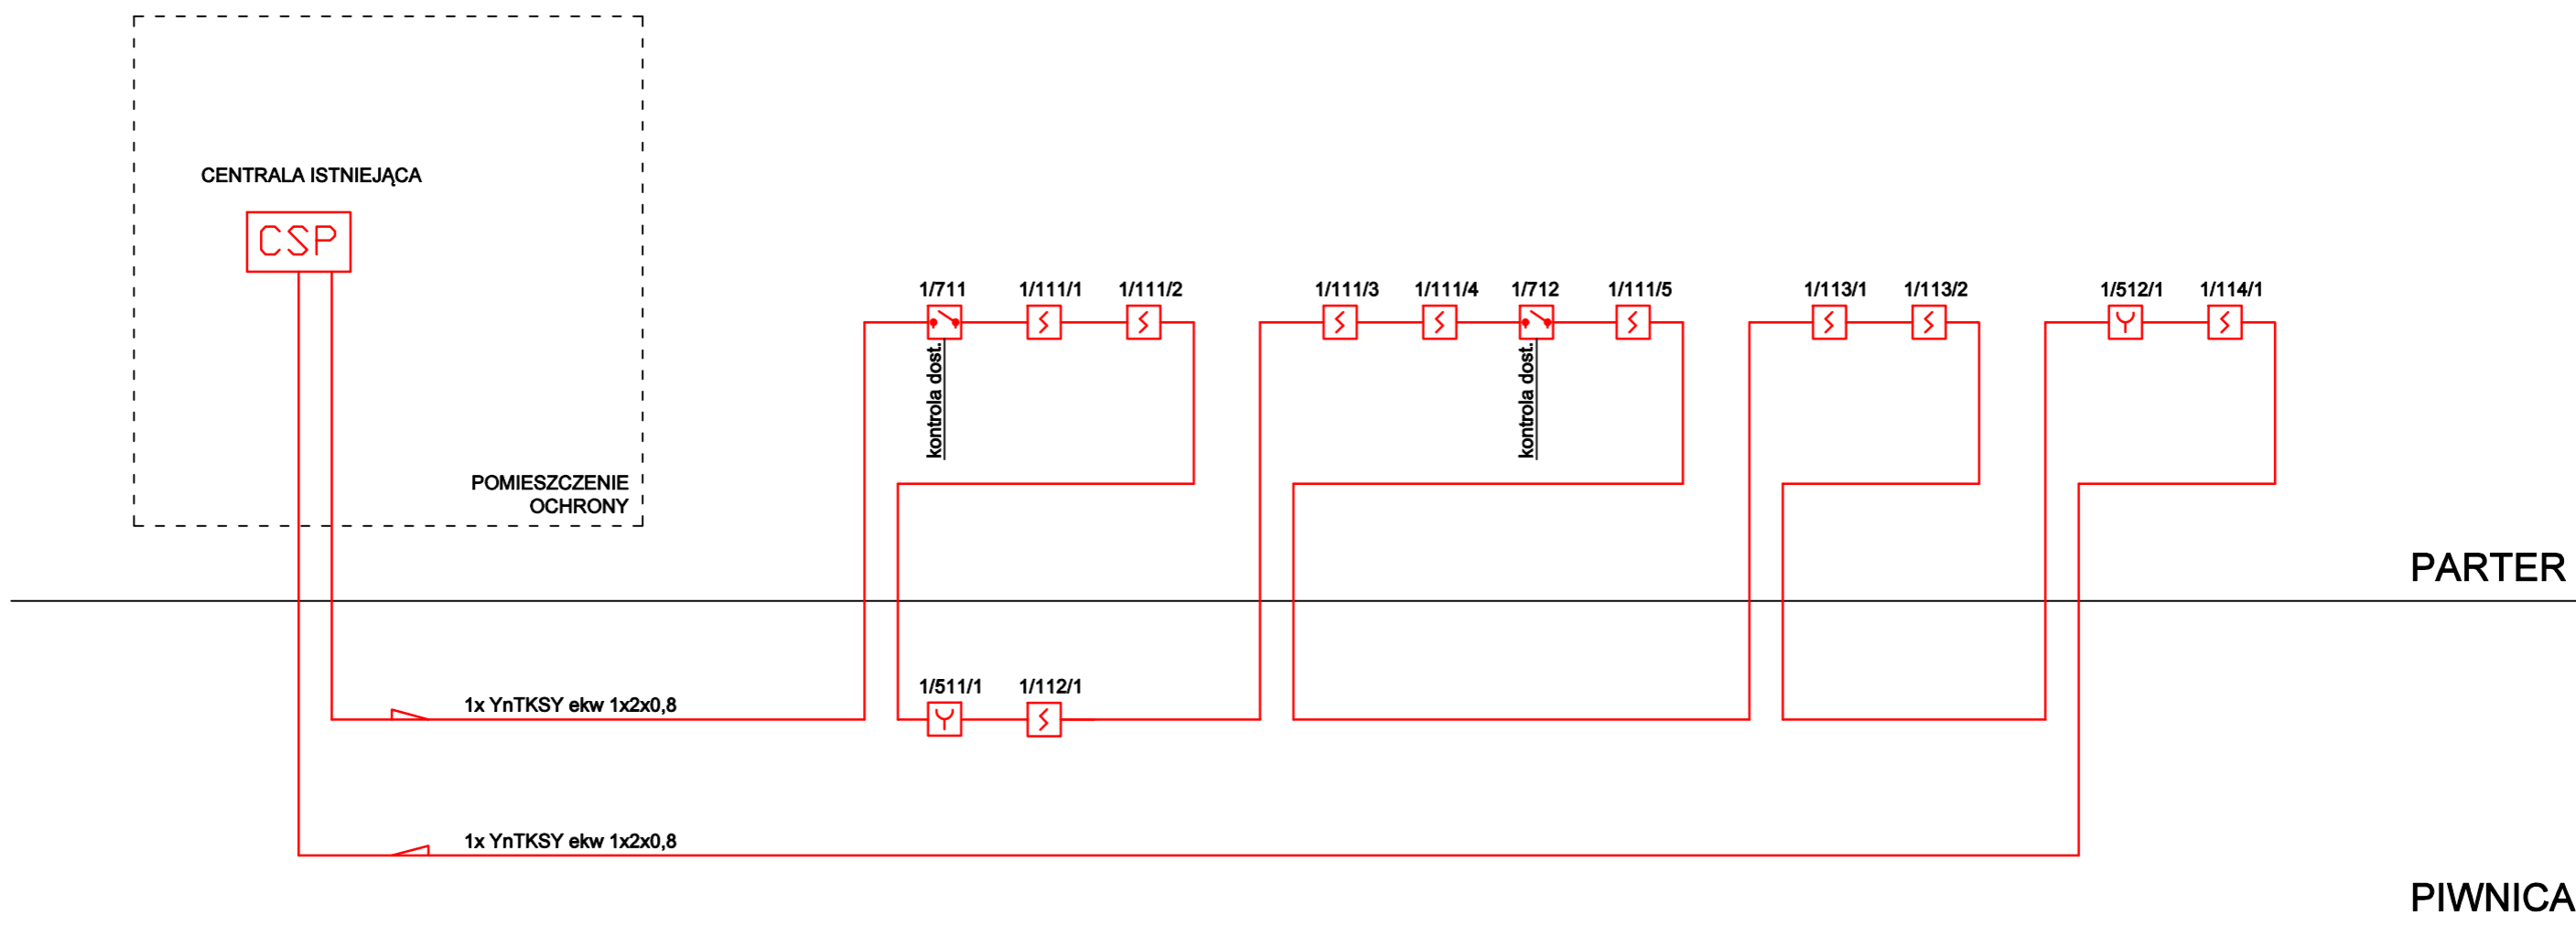 CENTRALA ISTNIEJĄCA
CSP
POMIESZCZENIE
OCHRONY
1/711
1/111/1
1/111/2
1/111/3
1/111/4
1/712
1/111/5
1/113/1
1/113/2
1/512/1
1/114/1
kontrola dost.
kontrola dost.
PARTER
1x YnTKSY ekw 1x2x0,8
1/511/1
1/112/1
1x YnTKSY ekw 1x2x0,8
PIWNICA